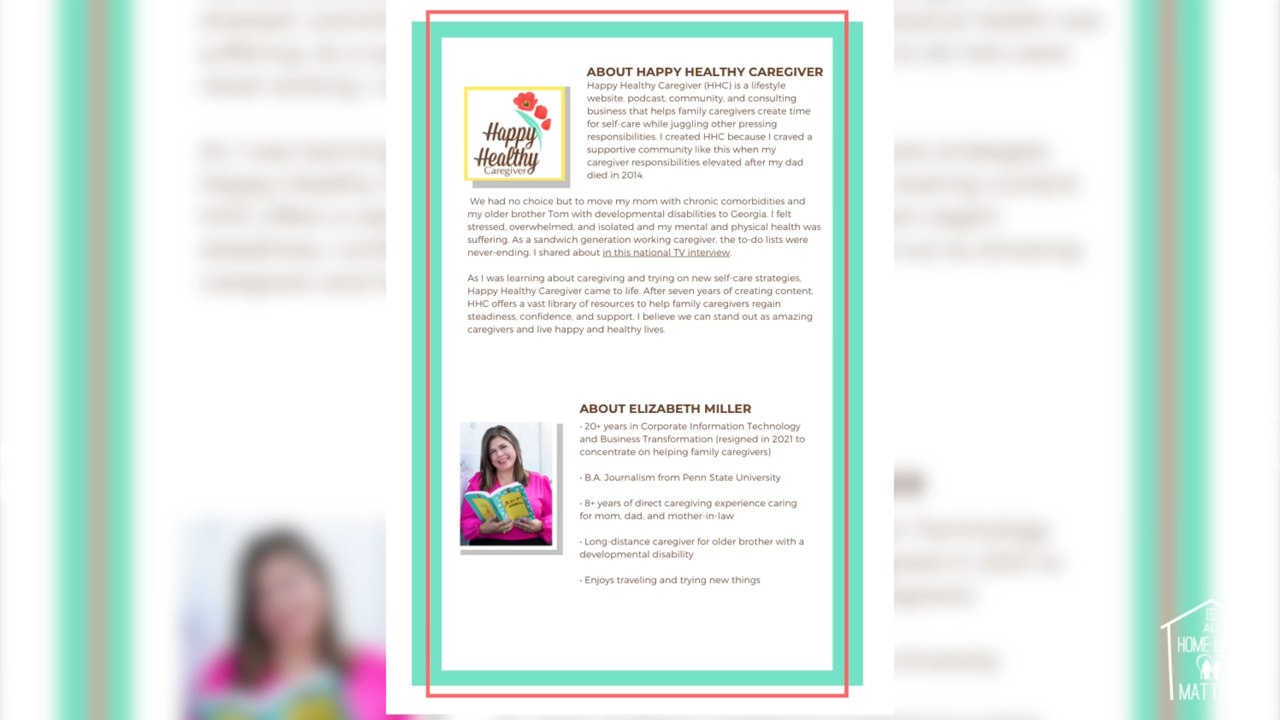 ABOUT HAPPY HEALTHY CAREGIVER
Happy Healthy Caregiver (HHC) is a lifestyle
website, podcast, community, and consulting
business that helps family caregivers create time
for self-care while juggling other pressing
responsibilities. I created HHC because I craved a
supportive community like this when my
caregiver responsibilities elevated after my dad
died in 2014.
Happy
Healthy
Caregiver
We had no choice but to move my mom with chronic comorbidities and
my older brother Tom with developmental disabilities to Georgia. I felt
stressed, overwhelmed, and isolated and my mental and physical health was
suffering. As a sandwich generation working caregiver, the to-do lists were
never-ending. I shared about in this national TV interview.
As I was learning about caregiving and trying on new self-care strategies,
Happy Healthy Caregiver came to life. After seven years of creating content,
HHC offers a vast library of resources to help family caregivers regain
steadiness, confidence, and support. I believe we can stand out as amazing
caregivers and live happy and healthy lives.
ABOUT ELIZABETH MILLER
• 20+ years in Corporate Information Technology
and Business Transformation (resigned in 2021 to
concentrate on helping family caregivers)
• B.A. Journalism from Penn State University
• 8+ years of direct caregiving experience caring
for mom, dad, and mother-in-law
• Long-distance caregiver for older brother with a
developmental disability
• Enjoys traveling and trying new things
HOME
MATT